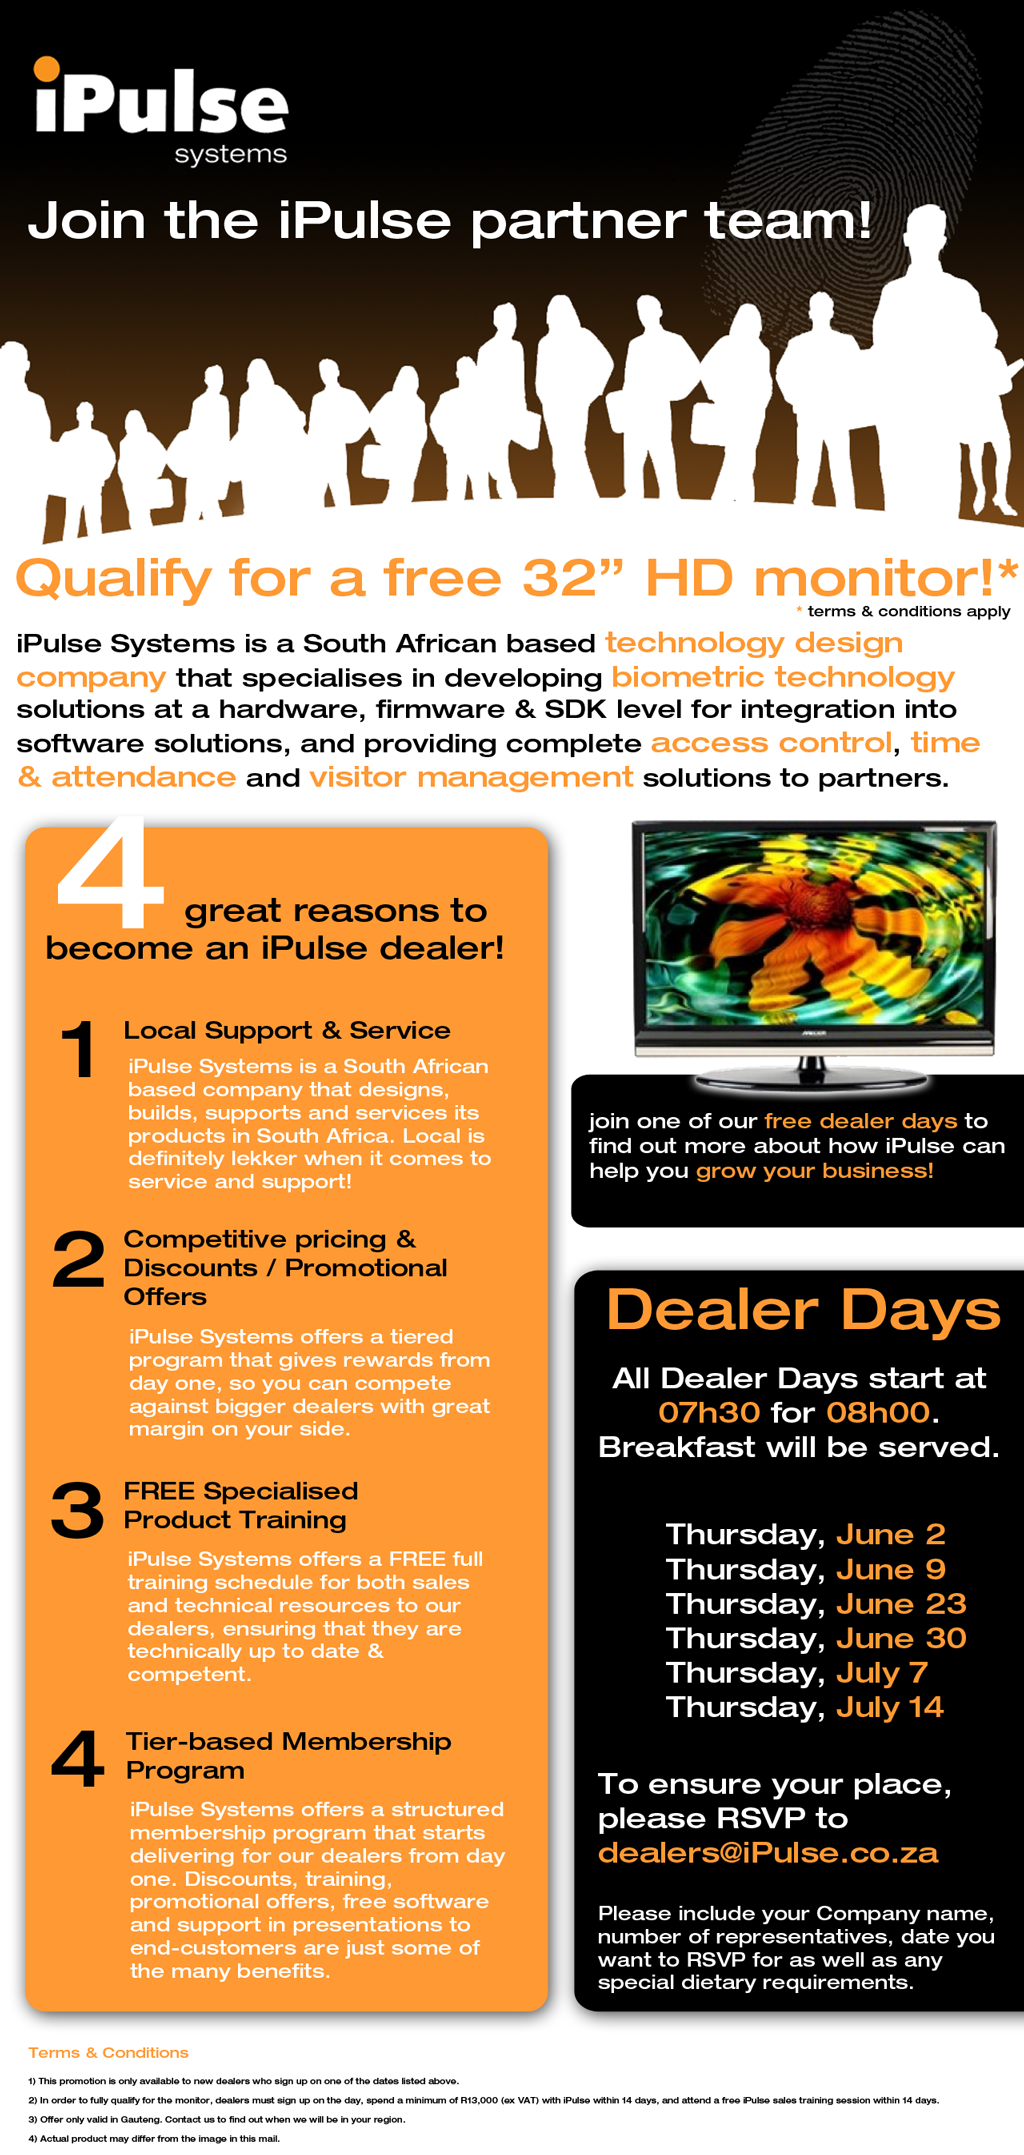 iPulse
systems
Join the iPulse partner team!
Qualify for a free 32” HD monitor!*
* terms & conditions apply
iPulse Systems is a South African based technology design
company that specialises in developing biometric technology
solutions at a hardware, firmware & SDK level for integration into
software solutions, and providing complete access control, time
& attendance and visitor management solutions to partners.
4 great reasons to
become an iPulse dealer!
1 Local Support & Service
iPulse Systems is a South African
based company that designs,
builds, supports and services its
products in South Africa. Local is
definitely lekker when it comes to
service and support!
2 Competitive pricing &
Discounts / Promotional
Offers
iPulse Systems offers a tiered
program that gives rewards from
day one, so you can compete
against bigger dealers with great
margin on your side.
3 FREE Specialised
Product Training
iPulse Systems offers a FREE full
training schedule for both sales
and technical resources to our
dealers, ensuring that they are
technically up to date &
competent.
4 Tier-based Membership
Program
iPulse Systems offers a structured
membership program that starts
delivering for our dealers from day
one. Discounts, training,
promotional offers, free software
and support in presentations to
end-customers are just some of
the many benefits.
join one of our free dealer days to
find out more about how iPulse can
help you grow your business!
Dealer Days
All Dealer Days start at
07h30 for 08h00.
Breakfast will be served.
Thursday, June 2
Thursday, June 9
Thursday, June 23
Thursday, June 30
Thursday, July 7
Thursday, July 14
To ensure your place,
please RSVP to
dealers@iPulse.co.za
Please include your Company name,
number of representatives, date you
want to RSVP for as well as any
special dietary requirements.
Terms & Conditions
1) This promotion is only available to new dealers who sign up on one of the dates listed above.
2) In order to fully qualify for the monitor, dealers must sign up on the day, spend a minimum of R13,000 (ex VAT) with iPulse within 14 days, and attend a free iPulse sales training session within 14 days.
3) Offer only valid in Gauteng. Contact us to find out when we will be in your region.
4) Actual product may differ from the image in this mail.